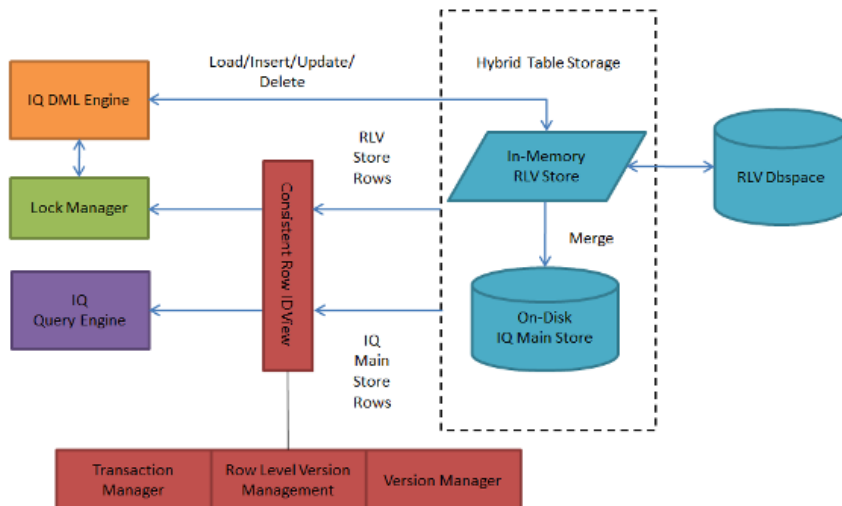 Load/Insert/Update/
Delete
Hybrid Table Storage
IQ DML Engine
RLV
Store
Rows
In-Memory
RLV Store
RLV Dbspace
Lock Manager
Consistent Row IDView
Merge
IQ
Query Engine
On-Disk
IQ Main Store
IQ
Main
Store
Rows
Transaction
Manager
Row Level Version
Management
Version Manager